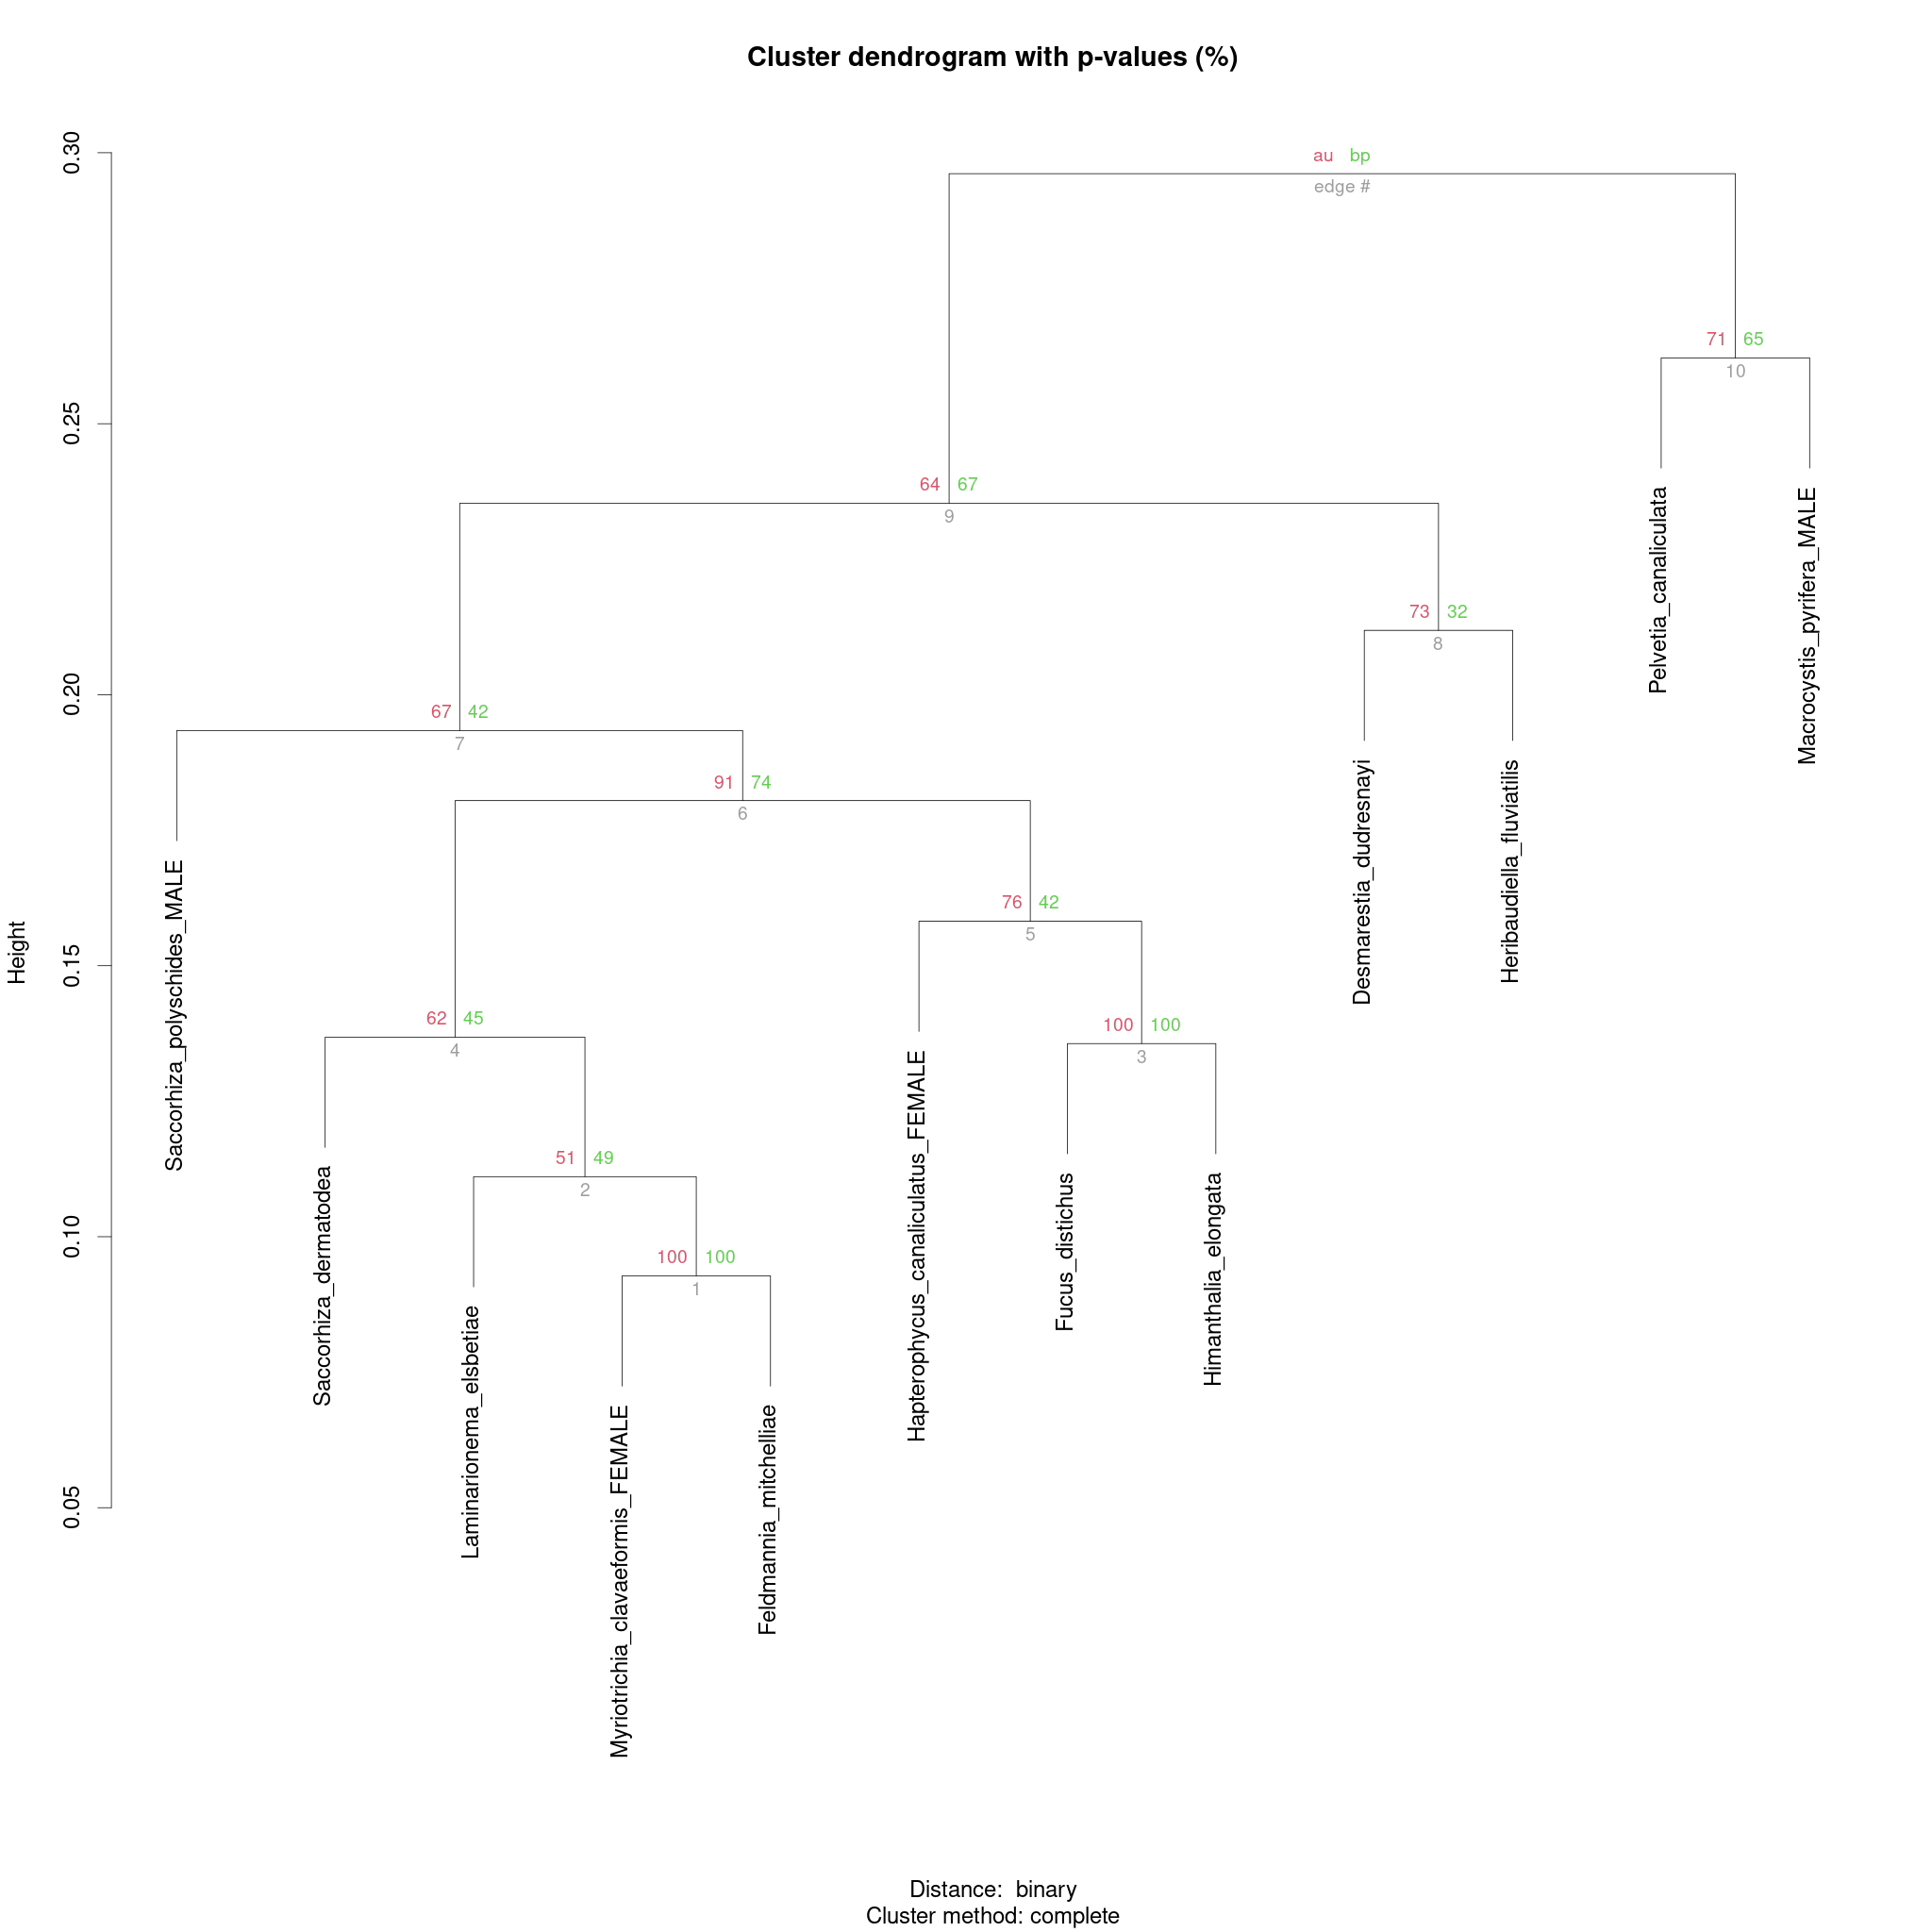 Cluster dendrogram with p-values (%)
0.30
0.25
0.20
0.15
0.10
0.05
Height
au bp
edge #
71 65
10
64 67
9
73 32
8
67 42
7
91 74
6
76 42
5
62 45
4
100 100
3
51 49
2
100 100
1
Saccorhiza_polyschides_MALE
Saccorhiza_dermatodea
Laminarionema_elsbetiae
Myriotrichia_clavaeformis_FEMALE
Feldmannia_mitchelliae
Hapterophycus_canaliculatus_FEMALE
Fucus_distichus
Himanthalia_elongata
Desmarestia_dudresnayi
Heribaudiella_fluviatilis
Pelvetia_canaliculata
Macrocystis_pyrifera_MALE
Distance: binary
Cluster method: complete